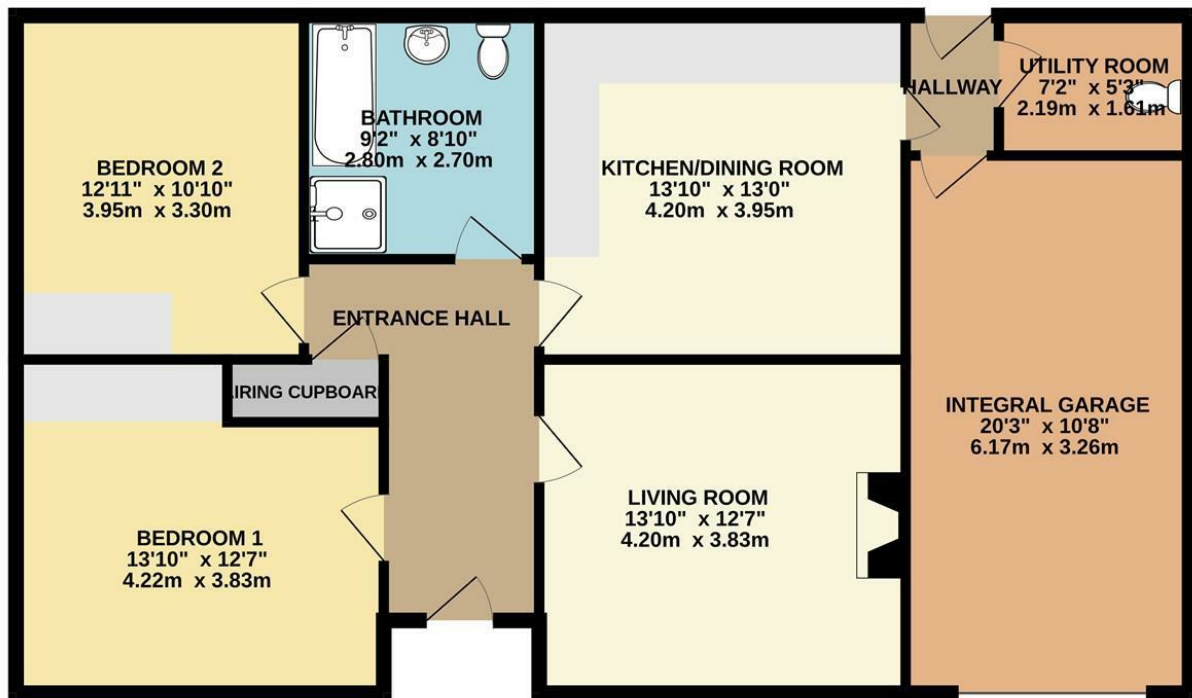 BEDROOM 2
12'11" x 10'10"
3.95m x 3.30m
BATHROOM
9'2" x 8'10"
2.80m x 2.70m
KITCHEN/DINING ROOM
13'10" x 13'0
4.20m x 3.95m
HALLWAY
UTILITY ROOM
7'2" x 5'3"
2.19m x 1.61m
ENTRANCE HALL
AIRING CUPBOARD
INTEGRAL GARAGE
20'3" x 10'8"
6.17m x 3.26m
BEDROOM 1
13'10" x 12'7"
4.22m x 3.83m
LIVING ROOM
13'10" x 12'7"
4.20m x 3.83m